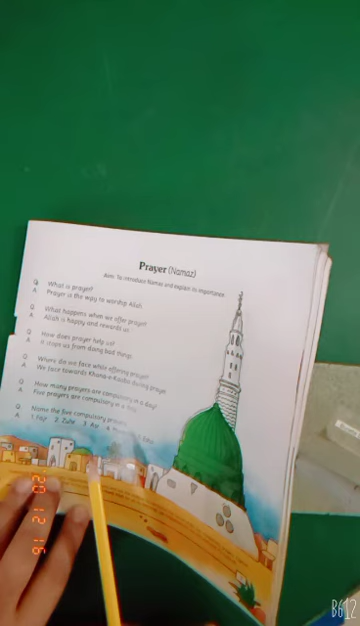 Prayer (Namaz)
Aim: To introduce Namaz and explain its importance.
Q. What is prayer?
A. Prayer is the way to worship Allah.
Q. What happens when we offer prayer?
A. Allah is happy and rewards us.
Q. How does prayer help us?
A. It stops us from doing bad things.
Q. Where do we face while offering prayer?
A. We face towards Khana-e-Kaaba during prayer.
Q. How many prayers are compulsory in a day?
A. Five prayers are compulsory in a day.
Q. Name the five compulsory prayers.
A. 1. Fajr 2. Zuhr 3. Asr 4.
B612